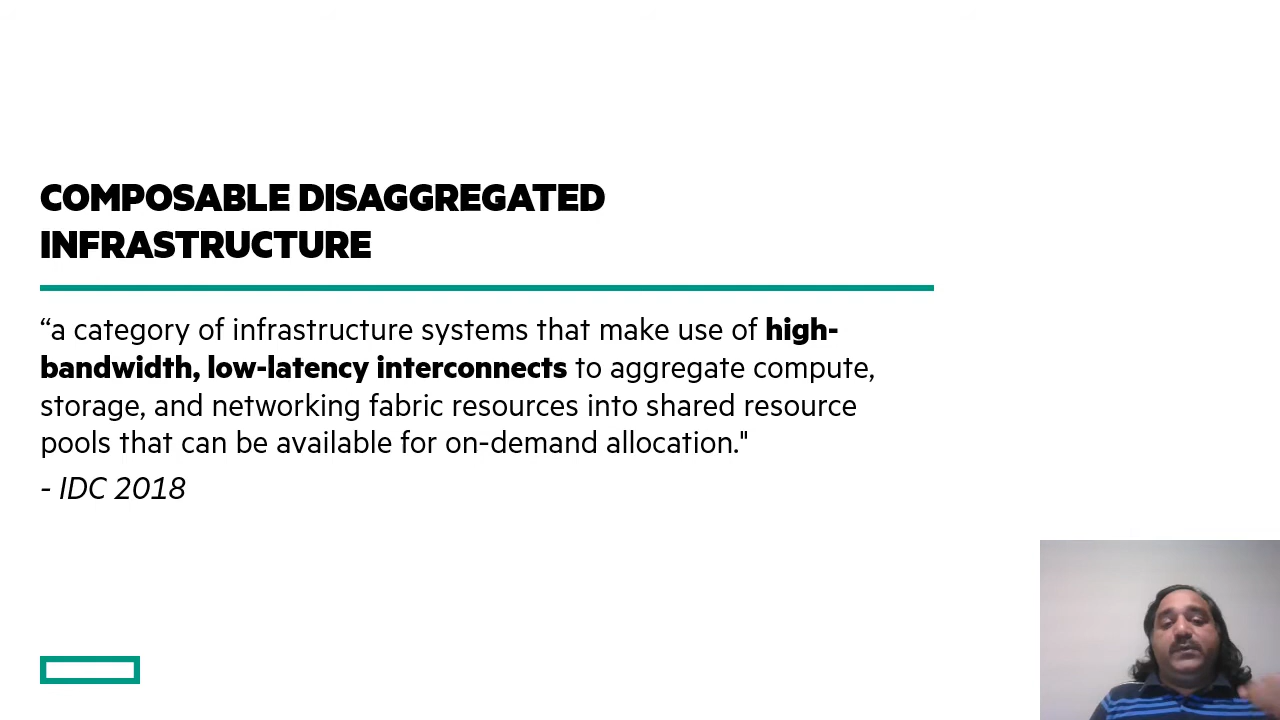 COMPOSABLE DISAGGREGATED
INFRASTRUCTURE
“a category of infrastructure systems that make use of high-
bandwidth, low-latency interconnects to aggregate compute,
storage, and networking fabric resources into shared resource
pools that can be available for on-demand allocation."
- IDC 2018